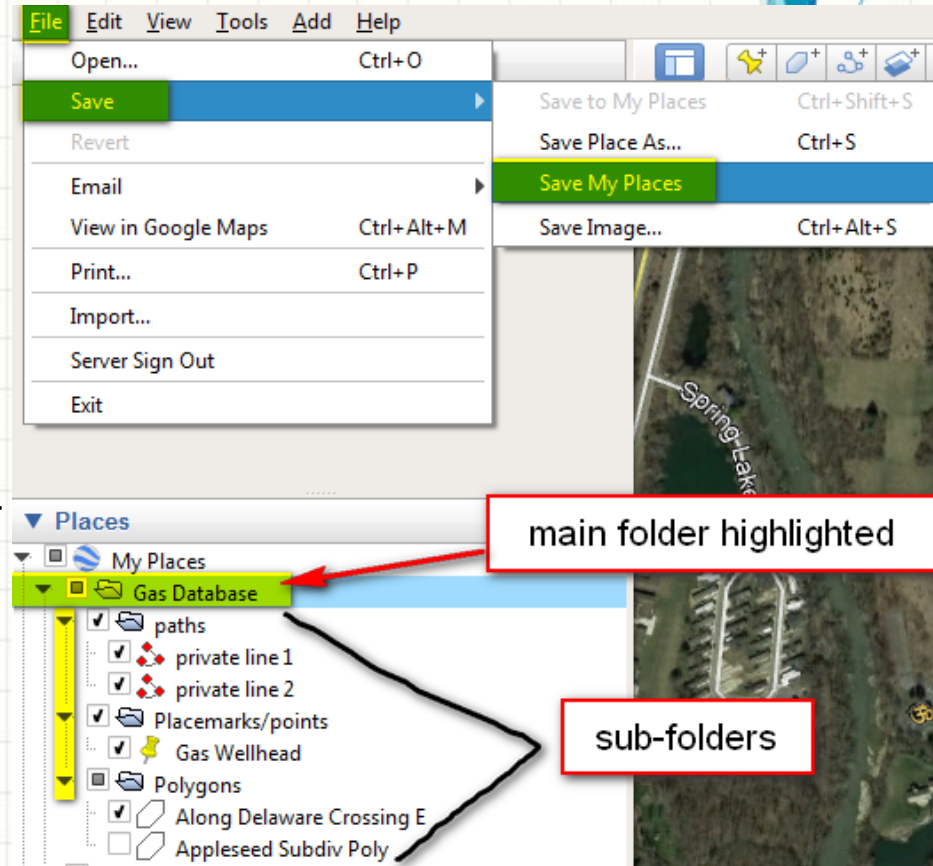 File Edit View Tools Add Help
Open... Ctrl+O
Save
Revert
Email
View in Google Maps Ctrl+Alt+M
Print... Ctrl+P
Import...
Server Sign Out
Exit
Save to My Places Ctrl+Shift+S
Save Place As... Ctrl+S
Save My Places
Save Image... Ctrl+Alt+S
Spring Lake
main folder highlighted
Places
My Places
Gas Database
paths
private line 1
private line 2
Placemarks/points
Gas Wellhead
Polygons
Along Delaware Crossing E
Appleseed Subdiv Poly
sub-folders